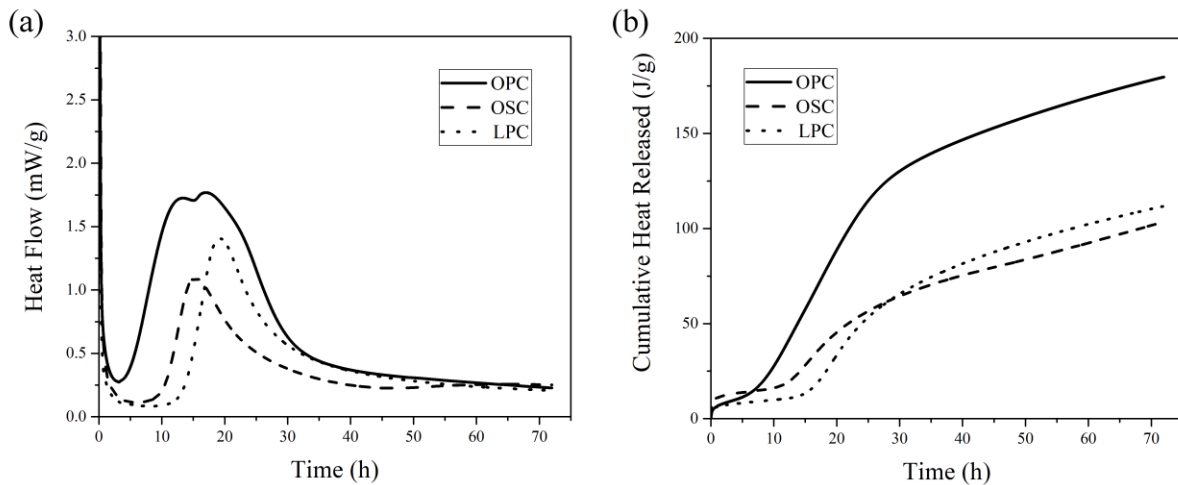 (a)
3.0
2.5
2.0
1.5
1.0
0.5
0.0
Heat Flow (mW/g)
OPC
OSC
LPC
0 10 20 30 40 50 60 70
Time (h)
(b)
200
150
100
50
0
Cumulative Heat Released (J/g)
OPC
OSC
LPC
0 10 20 30 40 50 60 70
Time (h)